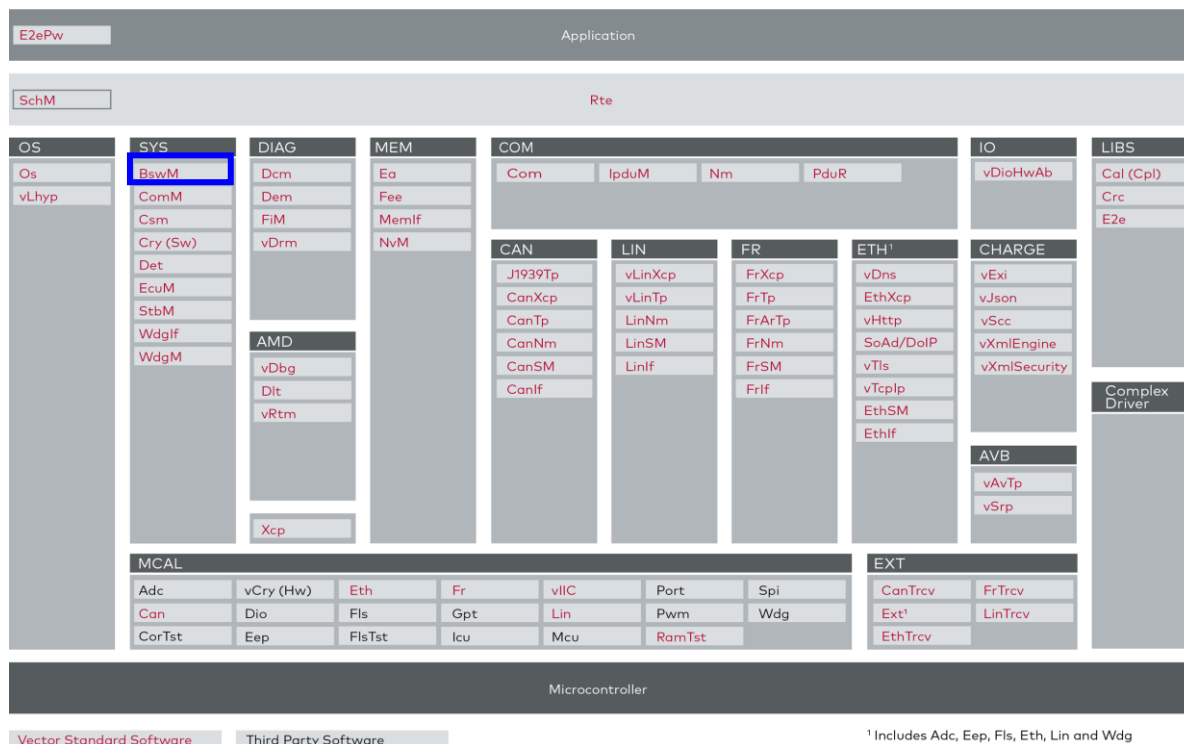 E2ePw
Application
SchM
Rte
OS
Os
vLhyp
SYS
BswM
ComM
Csm
Cry (Sw)
Det
EcuM
StbM
WdgIf
WdgM
DIAG
Dcm
Dem
FiM
vDrm
AMD
vDbg
Dlt
vRtm
Xcp
MEM
Ea
Fee
MemIf
NvM
COM
Com
IpduM
Nm
PduR
CAN
J1939Tp
CanXcp
CanTp
CanNm
CanSM
CanIf
LIN
vLinXcp
vLinTp
LinNm
LinSM
LinIf
FR
FrXcp
FrTp
FrArTp
FrNm
FrSM
FrIf
ETH¹
vDns
EthXcp
vHttp
SoAd/DoIP
vTls
vTcpIp
EthSM
EthIf
IO
vDioHwAb
CHARGE
vExi
vJson
vScc
vXmlEngine
vXmlSecurity
AVB
vAvTp
vSrp
LIBS
Cal (Cpl)
Crc
E2e
Complex
Driver
MCAL
Adc
vCry (Hw)
Eth
Fr
vIIC
Port
Spi
Can
Dio
Fls
Gpt
Lin
Pwm
Wdg
CorTst
Eep
FlsTst
Icu
Mcu
RamTst
EXT
CanTrcv
FrTrcv
Ext¹
LinTrcv
EthTrcv
Microcontroller
Vector Standard Software
Third Party Software
¹ Includes Adc, Eep, Fls, Eth, Lin and Wdg